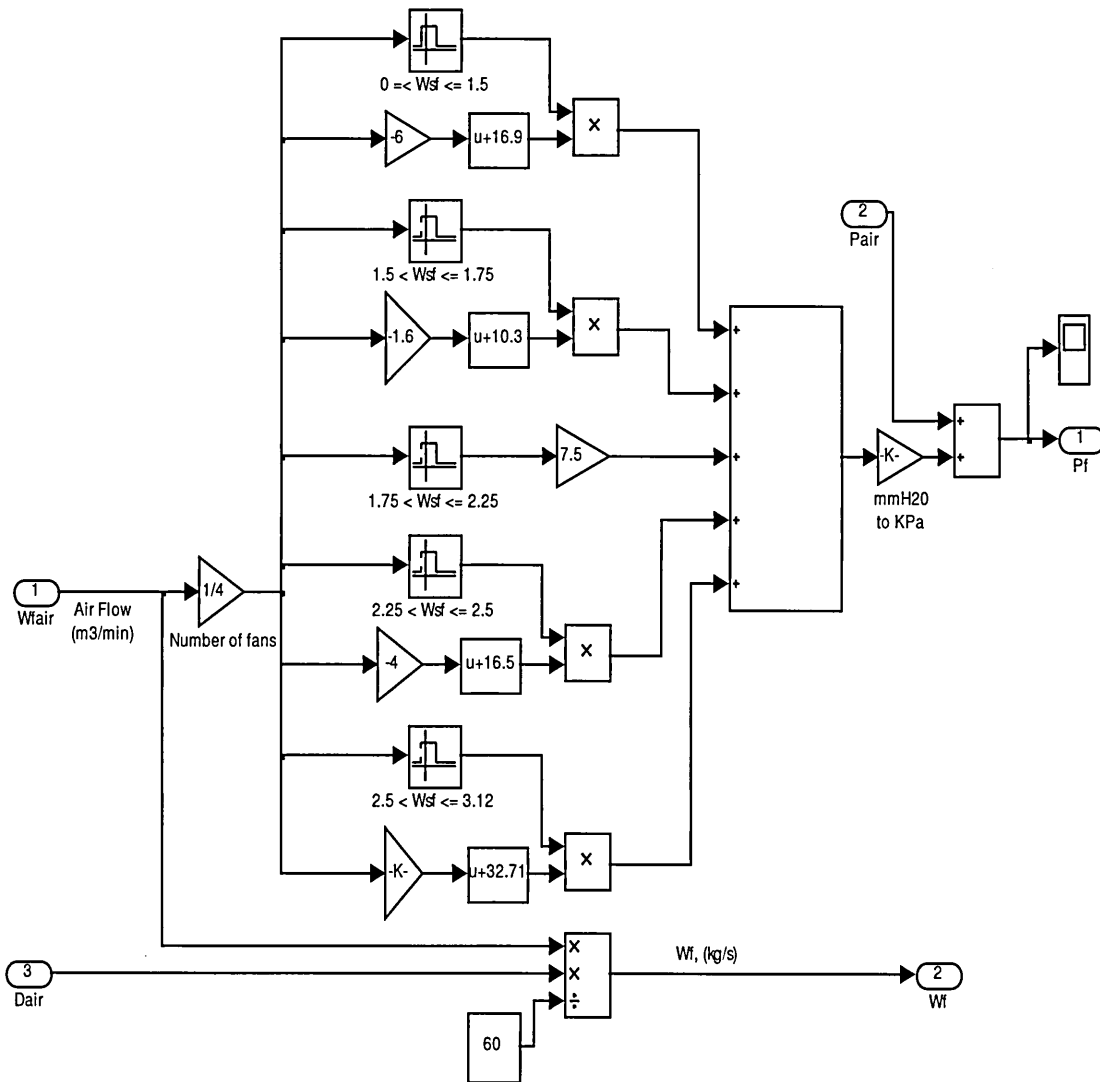 0 =< Wsf <= 1.5
-6
u+16.9
X
1.5 < Wsf <= 1.75
-1.6
u+10.3
X
2
Pair
+
+
+
+
+
1.75 < Wsf <= 2.25
7.5
-K-
mmH20
to KPa
+
+
1
Pf
1
Wfair
Air Flow
(m3/min)
1/4
Number of fans
2.25 < Wsf <= 2.5
-4
u+16.5
X
2.5 < Wsf <= 3.12
-K-
u+32.71
X
3
Dair
X
X
÷
60
Wf, (kg/s)
2
Wf